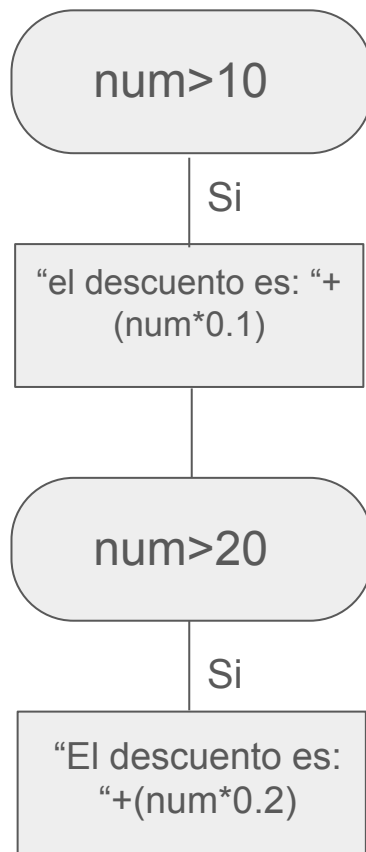 num>10
Si
“el descuento es: “+
(num*0.1)
num>20
Si
“El descuento es:
“+(num*0.2)